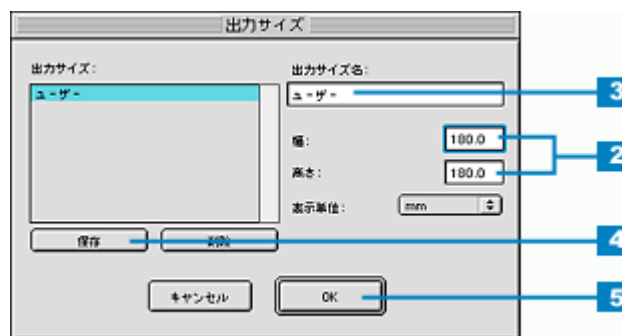 出力サイズ
出力サイズ:
ユーザー
出力サイズ名:
ユーザー
3
幅:
180.0
2
高さ:
180.0
表示単位:
mm
保存
削除
4
キャンセル
OK
5